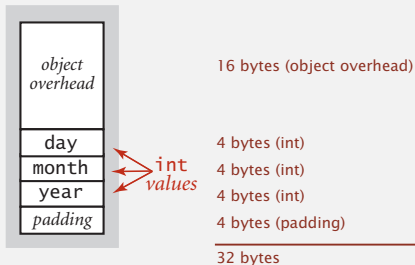 object
overhead
16 bytes (object overhead)
day
4 bytes (int)
month
int
4 bytes (int)
year
values
4 bytes (int)
padding
4 bytes (padding)
32 bytes